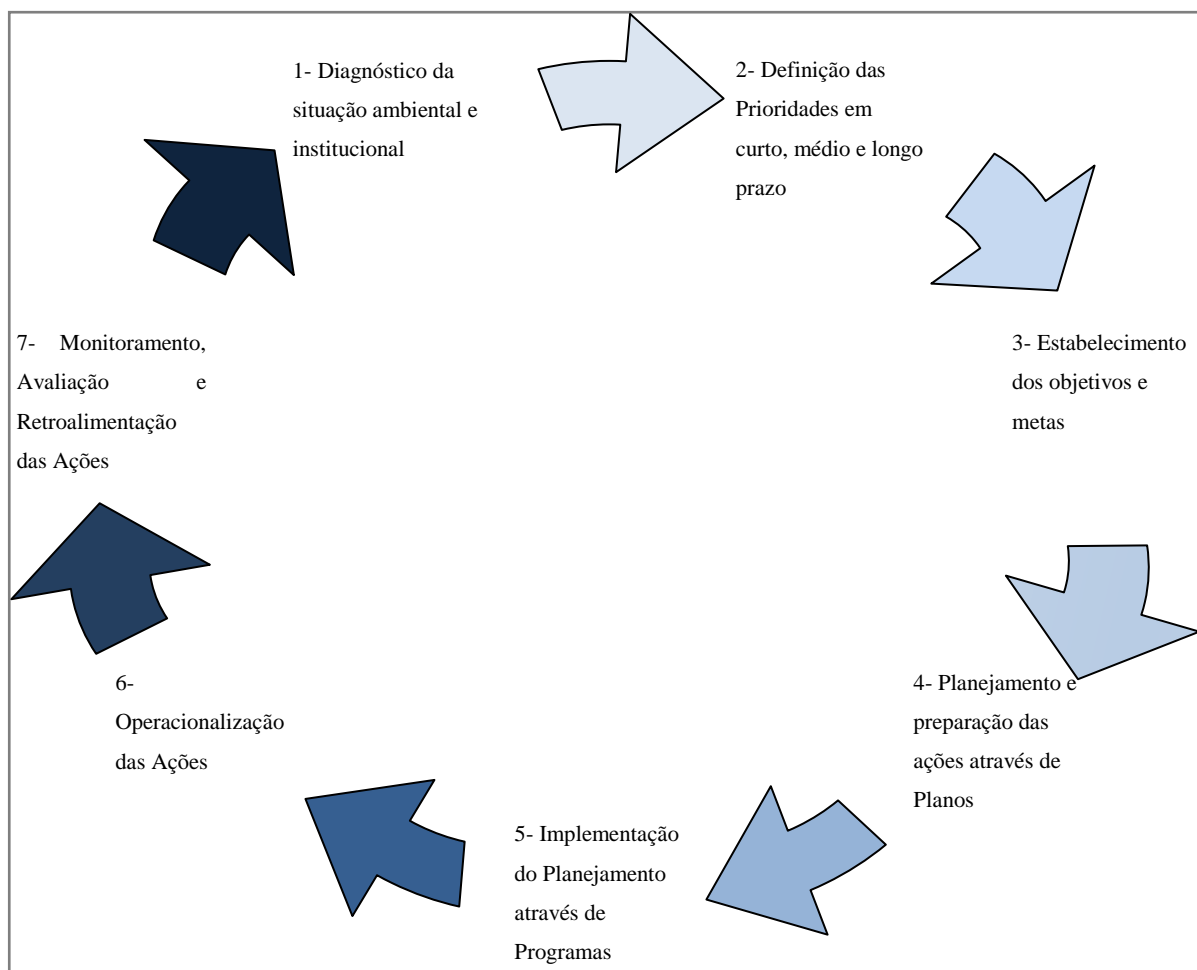 1- Diagnóstico da
situação ambiental e
institucional
2- Definição das
Prioridades em
curto, médio e longo
prazo
3- Estabelecimento
dos objetivos e
metas
4- Planejamento e
preparação das
ações através de
Planos
5- Implementação
do Planejamento
através de
Programas
6-
Operacionalização
das Ações
7- Monitoramento,
Avaliação e
Retroalimentação
das Ações